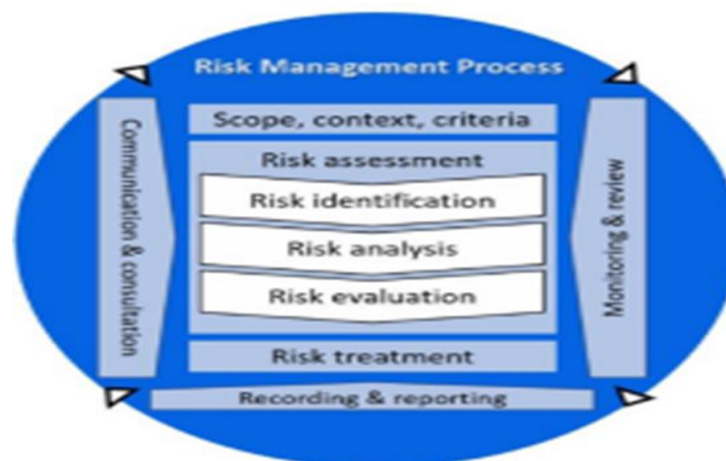 Risk Management Process
Communication & consultation
Scope, context, criteria
Risk assessment
Risk identification
Risk analysis
Risk evaluation
Risk treatment
Monitoring & review
Recording & reporting